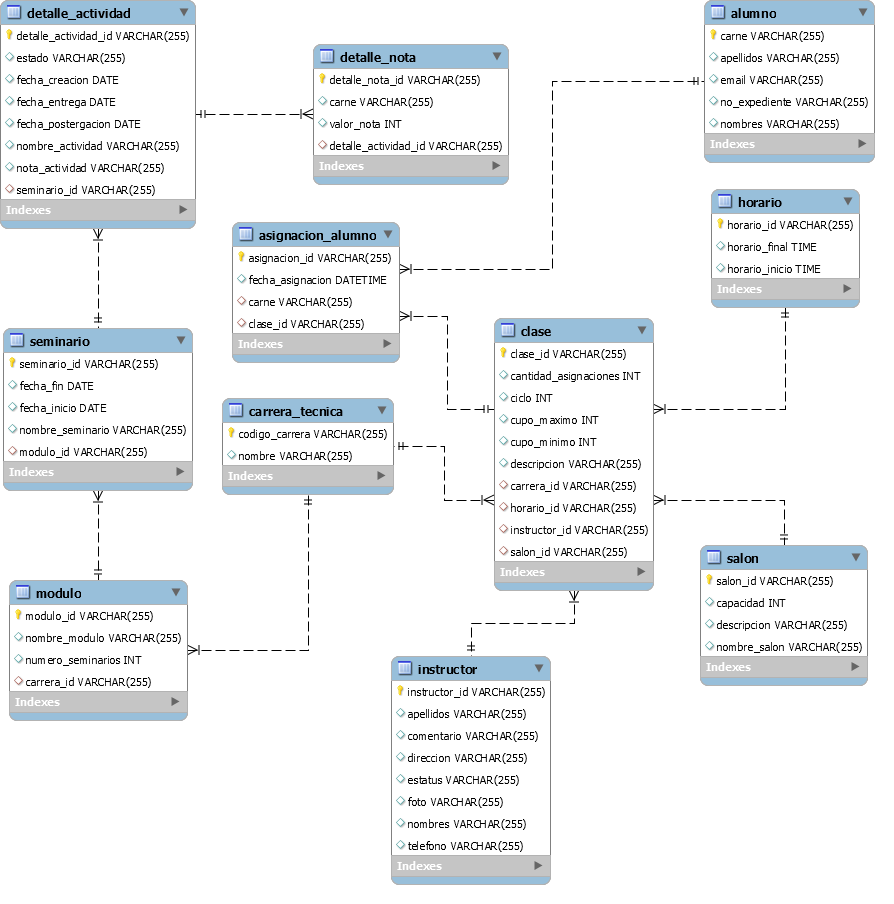 detalle_actividad
detalle_actividad_id VARCHAR(255)
estado VARCHAR(255)
fecha_creacion DATE
fecha_entrega DATE
fecha_postergacion DATE
nombre_actividad VARCHAR(255)
nota_actividad VARCHAR(255)
seminario_id VARCHAR(255)
Indexes
detalle_nota
detalle_nota_id VARCHAR(255)
carne VARCHAR(255)
valor_nota INT
detalle_actividad_id VARCHAR(255)
Indexes
alumno
carne VARCHAR(255)
apellidos VARCHAR(255)
email VARCHAR(255)
no_expediente VARCHAR(255)
nombres VARCHAR(255)
Indexes
horario
horario_id VARCHAR(255)
horario_final TIME
horario_inicio TIME
Indexes
asignacion_alumno
asignacion_id VARCHAR(255)
fecha_asignacion DATETIME
carne VARCHAR(255)
clase_id VARCHAR(255)
Indexes
seminario
seminario_id VARCHAR(255)
fecha_fin DATE
fecha_inicio DATE
nombre_seminario VARCHAR(255)
modulo_id VARCHAR(255)
Indexes
carrera_tecnica
codigo_carrera VARCHAR(255)
nombre VARCHAR(255)
Indexes
clase
clase_id VARCHAR(255)
cantidad_asignaciones INT
ciclo INT
cupo_maximo INT
cupo_minimo INT
descripcion VARCHAR(255)
carrera_id VARCHAR(255)
horario_id VARCHAR(255)
instructor_id VARCHAR(255)
salon_id VARCHAR(255)
Indexes
salon
salon_id VARCHAR(255)
capacidad INT
descripcion VARCHAR(255)
nombre_salon VARCHAR(255)
Indexes
modulo
modulo_id VARCHAR(255)
nombre_modulo VARCHAR(255)
numero_seminarios INT
carrera_id VARCHAR(255)
Indexes
instructor
instructor_id VARCHAR(255)
apellidos VARCHAR(255)
comentario VARCHAR(255)
direccion VARCHAR(255)
estatus VARCHAR(255)
foto VARCHAR(255)
nombres VARCHAR(255)
telefono VARCHAR(255)
Indexes